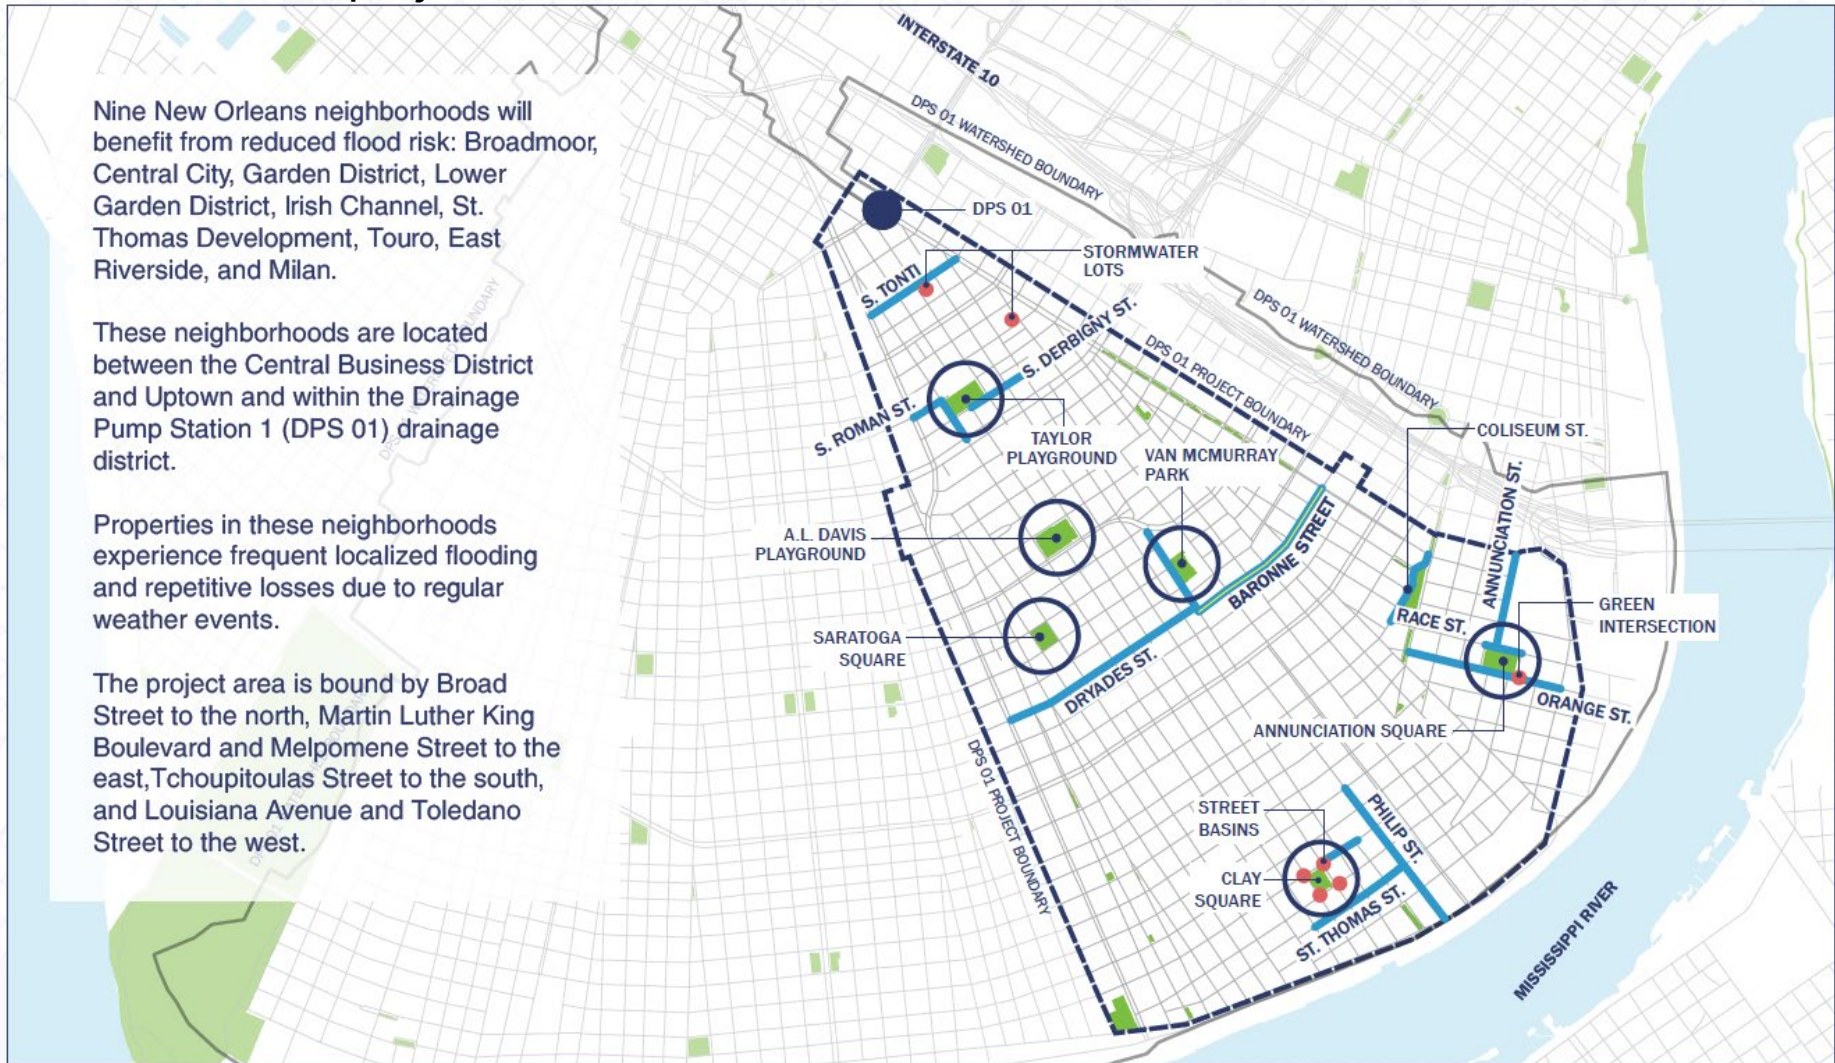 Nine New Orleans neighborhoods will
benefit from reduced flood risk: Broadmoor,
Central City, Garden District, Lower
Garden District, Irish Channel, St.
Thomas Development, Touro, East
Riverside, and Milan.
These neighborhoods are located
between the Central Business District
and Uptown and within the Drainage
Pump Station 1 (DPS 01) drainage
district.
Properties in these neighborhoods
experience frequent localized flooding
and repetitive losses due to regular
weather events.
The project area is bound by Broad
Street to the north, Martin Luther King
Boulevard and Melpomene Street to the
east,Tchoupitoulas Street to the south,
and Louisiana Avenue and Toledano
Street to the west.
INTERSTATE 10
DPS 01 WATERSHED BOUNDARY
DPS 01
STORMWATER
LOTS
S. TONTI
S. DERBIGNY ST.
DPS 01 WATERSHED BOUNDARY
DPS 01 PROJECT BOUNDARY
S. ROMAN ST.
TAYLOR
PLAYGROUND
VAN MCMURRAY
PARK
COLISEUM ST.
ANNUNCIATION ST.
A.L. DAVIS
PLAYGROUND
BARONNE STREET
RACE ST.
GREEN
INTERSECTION
SARATOGA
SQUARE
DRYADES ST.
ORANGE ST.
ANNUNCIATION SQUARE
DPS 01 PROJECT BOUNDARY
STREET
BASINS
PHILIP ST.
CLAY
SQUARE
ST. THOMAS ST.
MISSISSIPPI RIVER